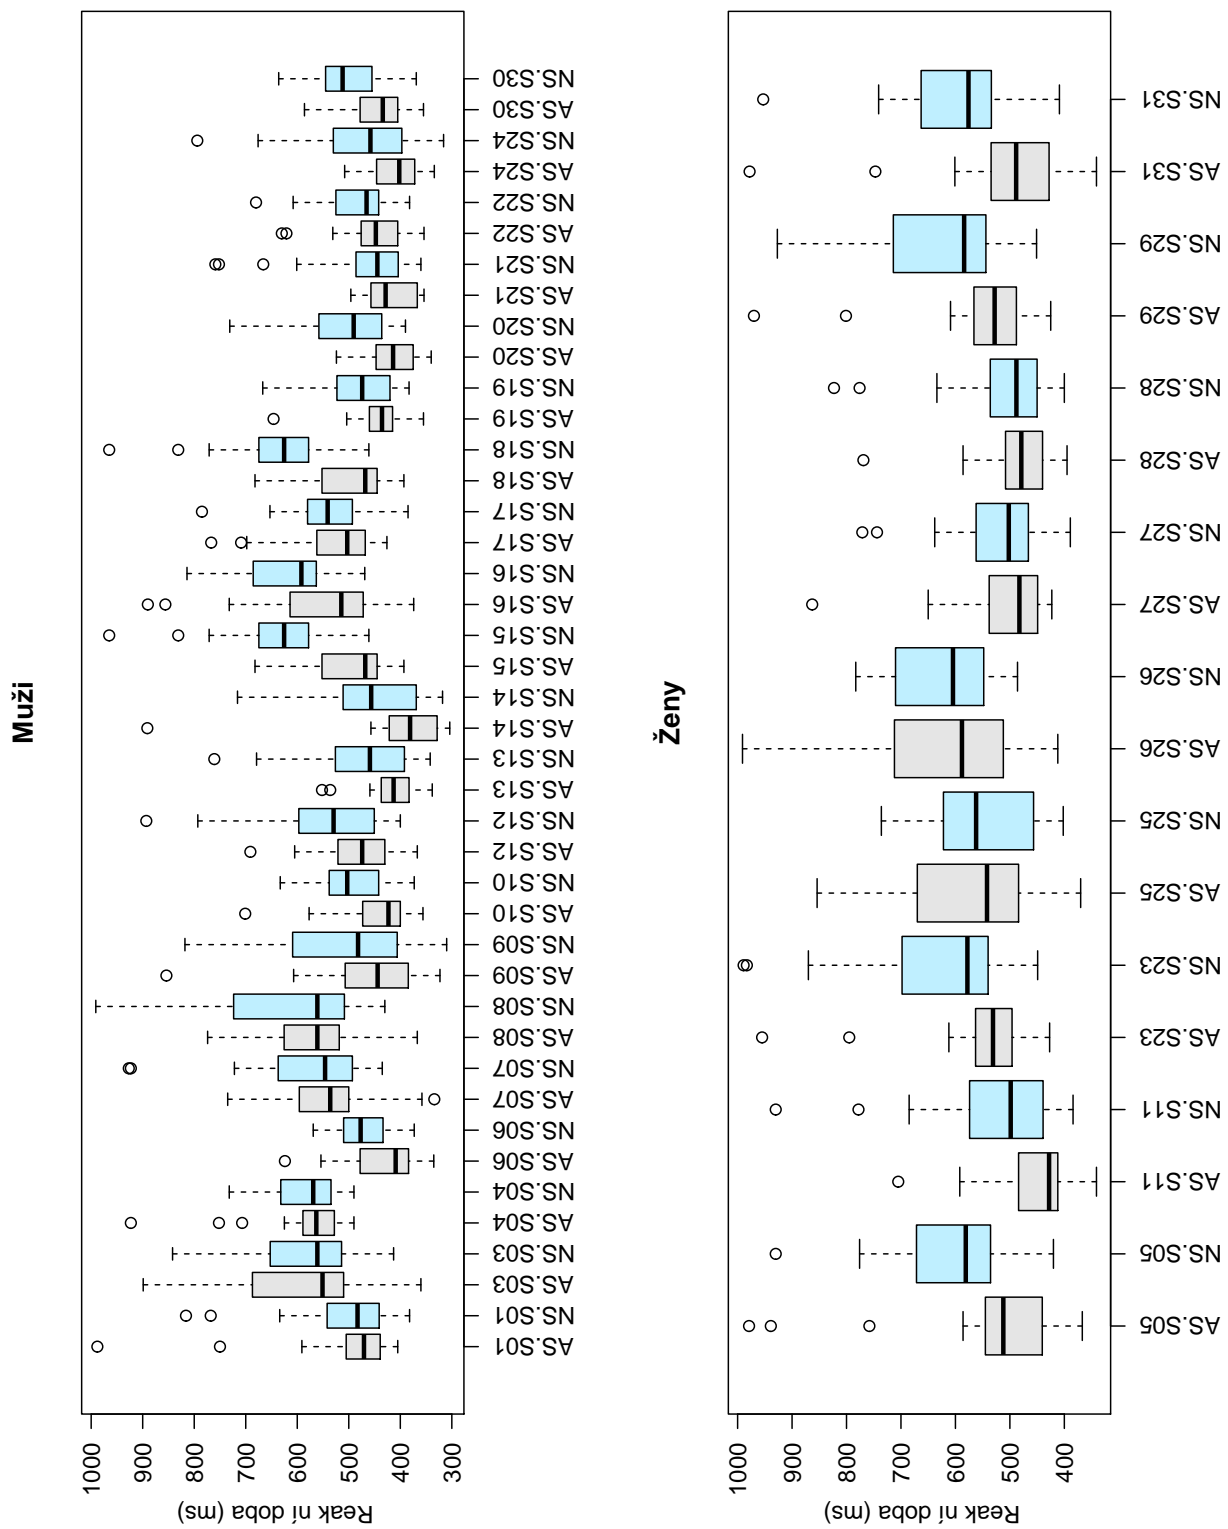 Muži
Reak ní doba (ms)
300 400 500 600 700 800 900 1000
AS.S01 NS.S01 AS.S03 NS.S03 AS.S04 NS.S04 AS.S06 NS.S06 AS.S07 NS.S07 AS.S08 NS.S08 AS.S09 NS.S09 AS.S10 NS.S10 AS.S12 NS.S12 AS.S13 NS.S13 AS.S14 NS.S14 AS.S15 NS.S15 AS.S16 NS.S16 AS.S17 NS.S17 AS.S18 NS.S18 AS.S19 NS.S19 AS.S20 NS.S20 AS.S21 NS.S21 AS.S22 NS.S22 AS.S24 NS.S24 AS.S30 NS.S30
Ženy
Reak ní doba (ms)
400 500 600 700 800 900 1000
AS.S05 NS.S05 AS.S11 NS.S11 AS.S23 NS.S23 AS.S25 NS.S25 AS.S26 NS.S26 AS.S27 NS.S27 AS.S28 NS.S28 AS.S29 NS.S29 AS.S31 NS.S31